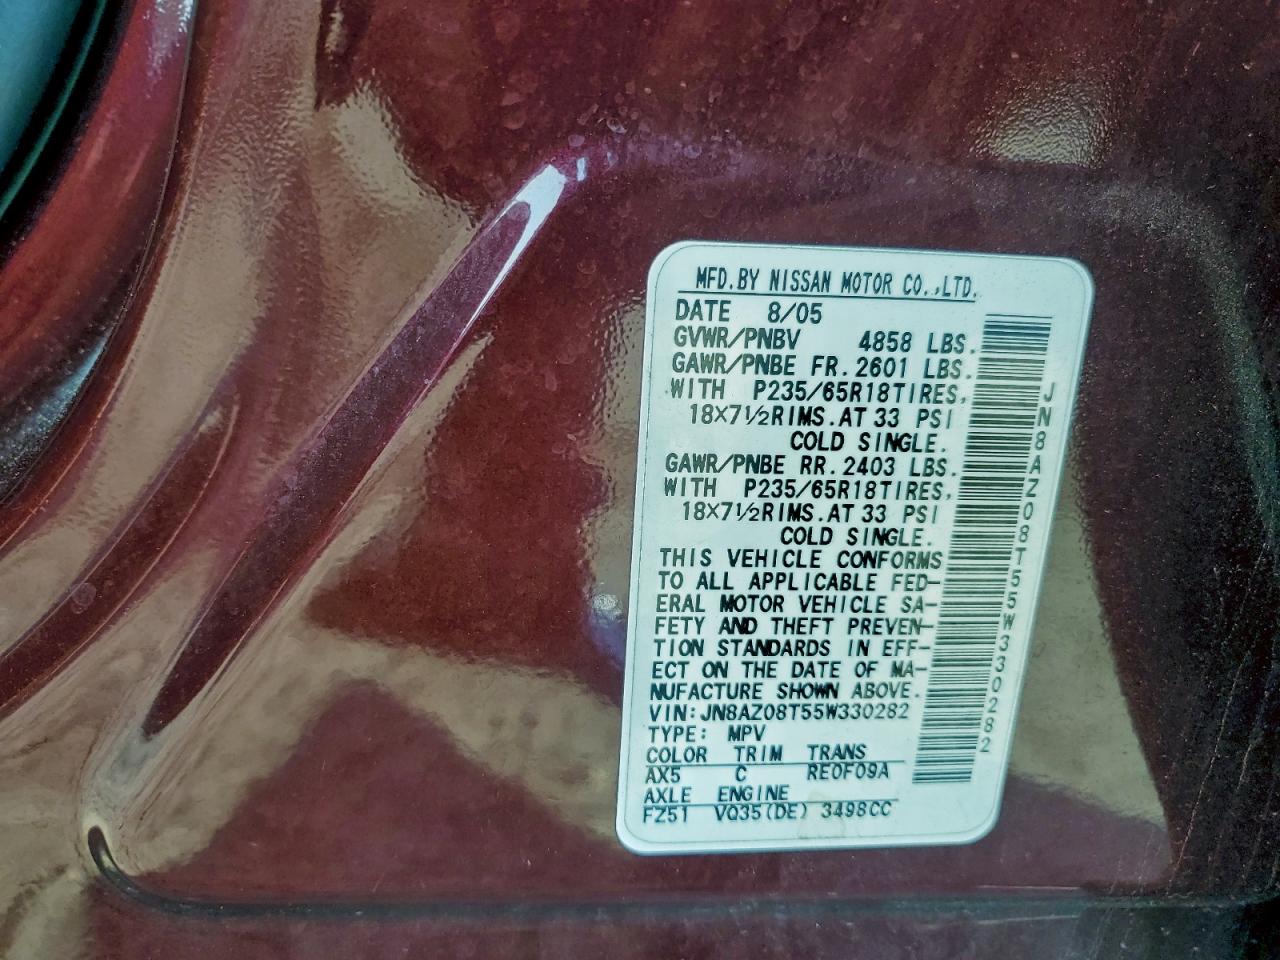 MFD.BY NISSAN MOTOR CO.,LTD.
DATE 8/05
GVWR/PNBV 4858 LBS.
GAWR/PNBE FR. 2601 LBS.
WITH P235/65R18TIRES,
18×7½RIMS.AT 33 PSI
COLD SINGLE.
GAWR/PNBE RR. 2403 LBS.
WITH P235/65R18TIRES,
18×7½RIMS.AT 33 PSI
COLD SINGLE.
THIS VEHICLE CONFORMS
TO ALL APPLICABLE FED-
ERAL MOTOR VEHICLE SA-
FETY AND THEFT PREVEN-
TION STANDARDS IN EFF-
ECT ON THE DATE OF MA-
NUFACTURE SHOWN ABOVE.
VIN:JN8AZ08T55W330282
TYPE: MPV
COLOR TRIM TRANS
AX5 C RE0F09A
AXLE ENGINE
FZ51 VQ35(DE) 3498CC
JN8AZ08T55W330282